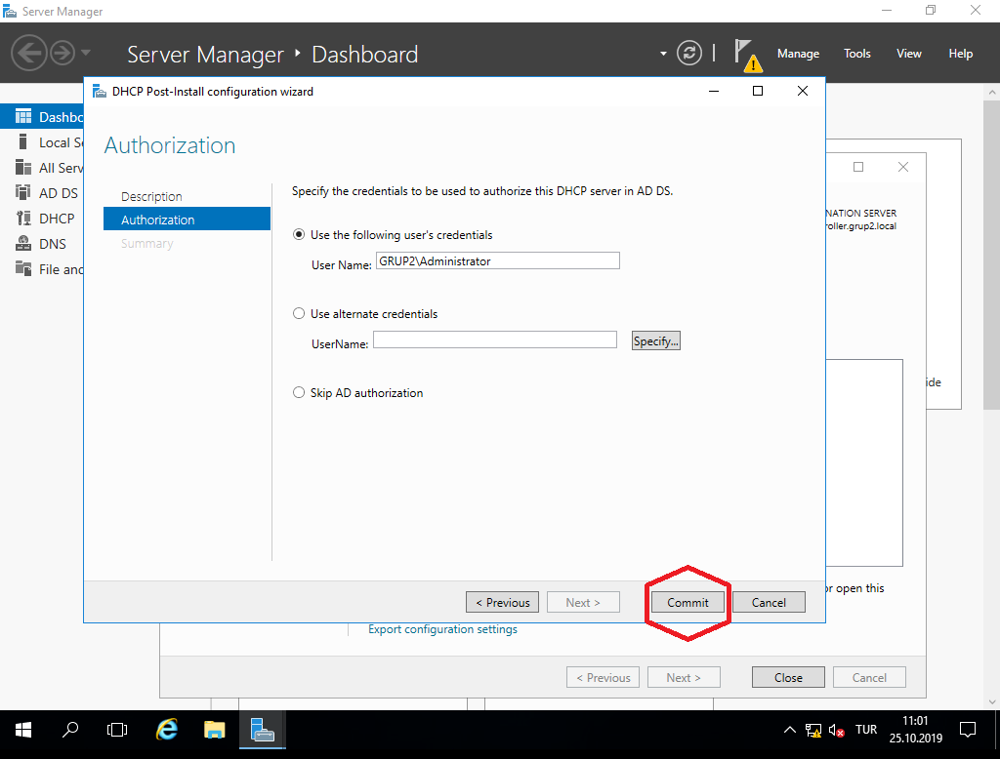 Server Manager
Server Manager ‣ Dashboard
Manage Tools View Help
DHCP Post-Install configuration wizard
Dashbo
Local Se
All Serv
AD DS
DHCP
DNS
File and
Authorization
Description
Authorization
Summary
Specify the credentials to be used to authorize this DHCP server in AD DS.
Use the following user's credentials
User Name: GRUP2\Administrator
Use alternate credentials
UserName:
Specify...
Skip AD authorization
< Previous Next > Commit Cancel
NATION SERVER
roller.grup2.local
ide
or open this
Export configuration settings
< Previous Next > Close Cancel
TUR
11:01
25.10.2019